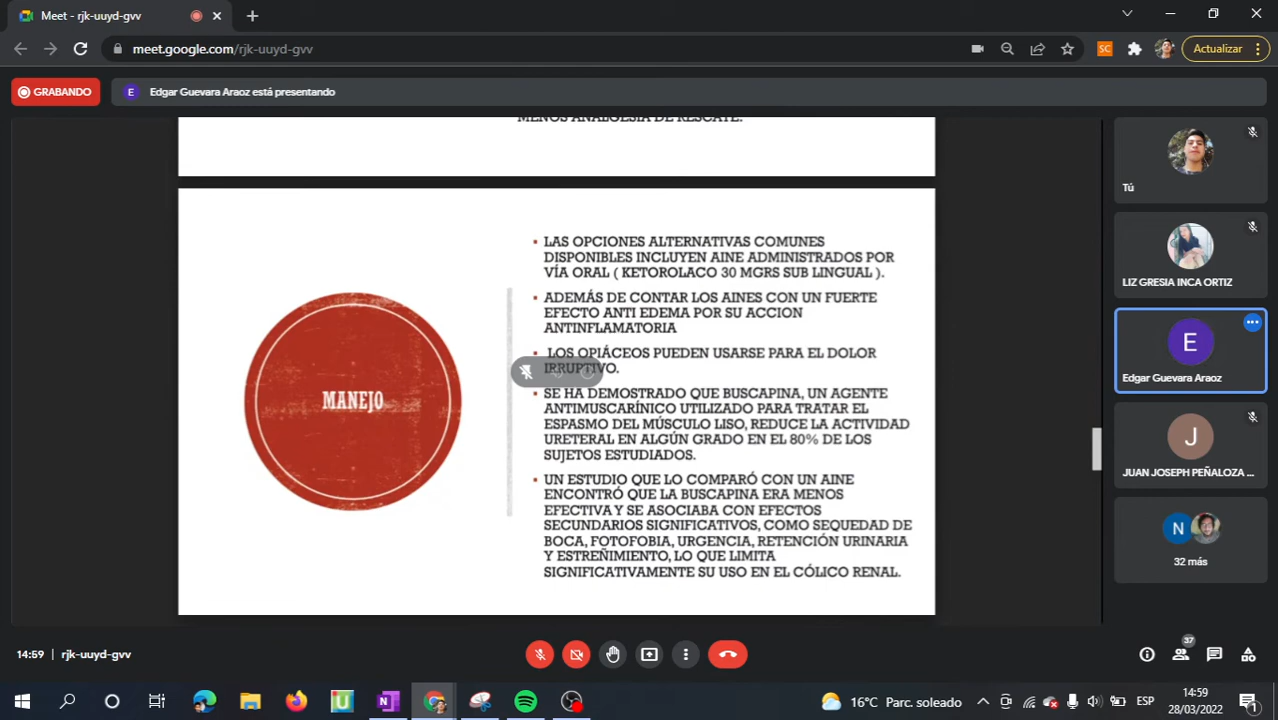 Meet - rjk-uuyd-gvv
meet.google.com/rjk-uuyd-gvv
SC
Actualizar
GRABANDO
E
Edgar Guevara Araoz está presentando
MENOS ANALGESIA DE RESCATE.
MANEJO
• LAS OPCIONES ALTERNATIVAS COMUNES
DISPONIBLES INCLUYEN AINE ADMINISTRADOS POR
VÍA ORAL ( KETOROLACO 30 MGRS SUB LINGUAL ).
• ADEMÁS DE CONTAR LOS AINES CON UN FUERTE
EFECTO ANTI EDEMA POR SU ACCION
ANTINFLAMATORIA
• LOS OPIÁCEOS PUEDEN USARSE PARA EL DOLOR
IRRUPTIVO.
• SE HA DEMOSTRADO QUE BUSCAPINA, UN AGENTE
ANTIMUSCARÍNICO UTILIZADO PARA TRATAR EL
ESPASMO DEL MÚSCULO LISO, REDUCE LA ACTIVIDAD
URETERAL EN ALGÚN GRADO EN EL 80% DE LOS
SUJETOS ESTUDIADOS.
• UN ESTUDIO QUE LO COMPARÓ CON UN AINE
ENCONTRÓ QUE LA BUSCAPINA ERA MENOS
EFECTIVA Y SE ASOCIABA CON EFECTOS
SECUNDARIOS SIGNIFICATIVOS, COMO SEQUEDAD DE
BOCA, FOTOFOBIA, URGENCIA, RETENCIÓN URINARIA
Y ESTREÑIMIENTO, LO QUE LIMITA
SIGNIFICATIVAMENTE SU USO EN EL CÓLICO RENAL.
Tú
LIZ GRESIA INCA ORTIZ
E
Edgar Guevara Araoz
J
JUAN JOSEPH PEÑALOZA ...
N
32 más
14:59 | rjk-uuyd-gvv
37
16°C Parc. soleado
ESP
14:59
28/03/2022
1